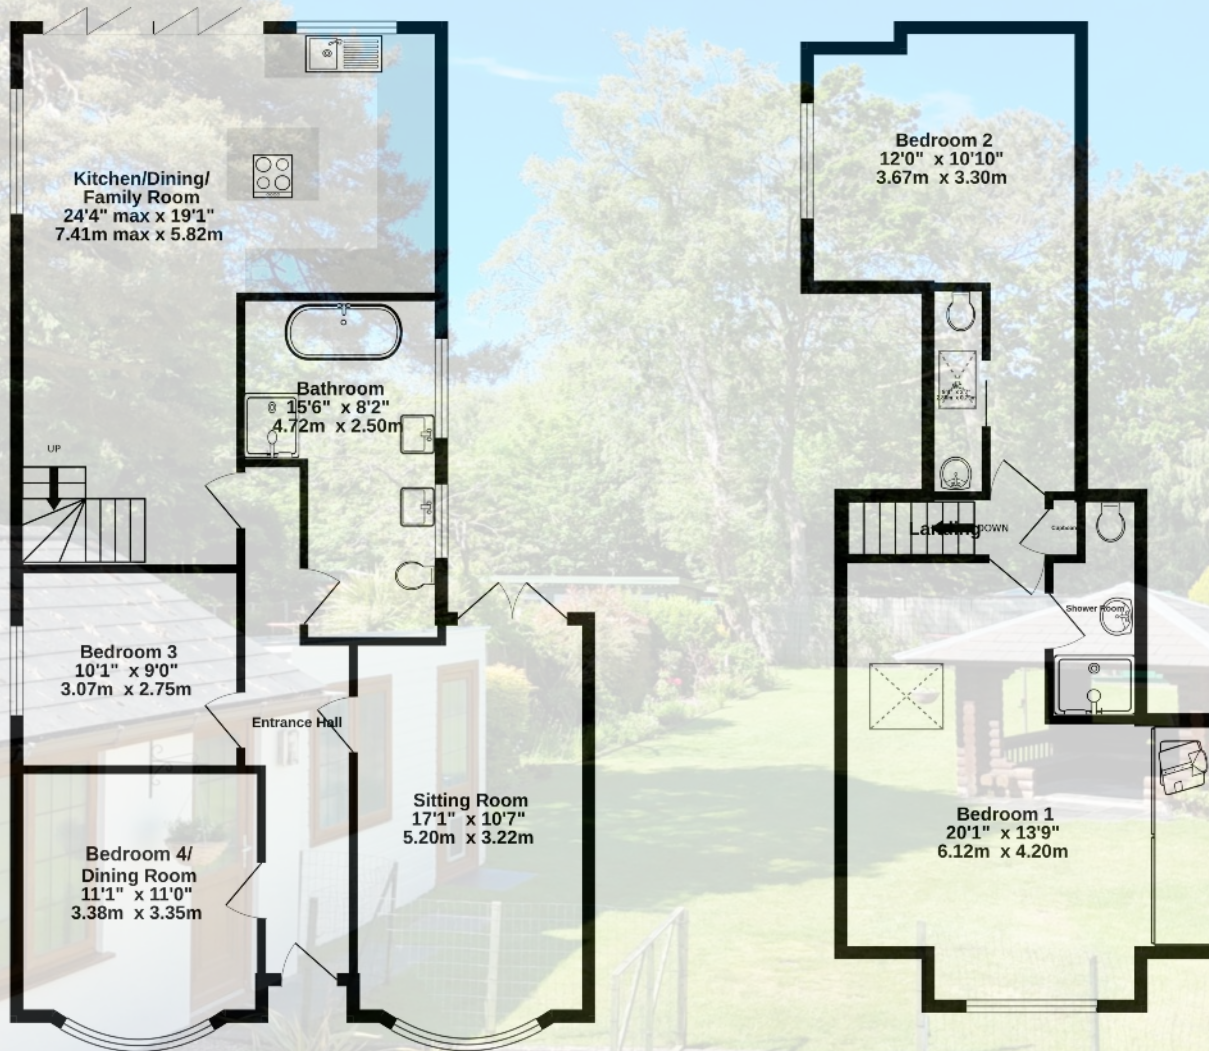 Kitchen/Dining/
Family Room
24'4" max x 19'1"
7.41m max x 5.82m
Bathroom
15'6" x 8'2"
4.72m x 2.50m
UP
Bedroom 3
10'1" x 9'0"
3.07m x 2.75m
Entrance Hall
Sitting Room
17'1" x 10'7"
5.20m x 3.22m
Bedroom 4/
Dining Room
11'1" x 11'0"
3.38m x 3.35m
Bedroom 2
12'0" x 10'10"
3.67m x 3.30m
Landing
DOWN
Cupboard
Shower Room
Bedroom 1
20'1" x 13'9"
6.12m x 4.20m